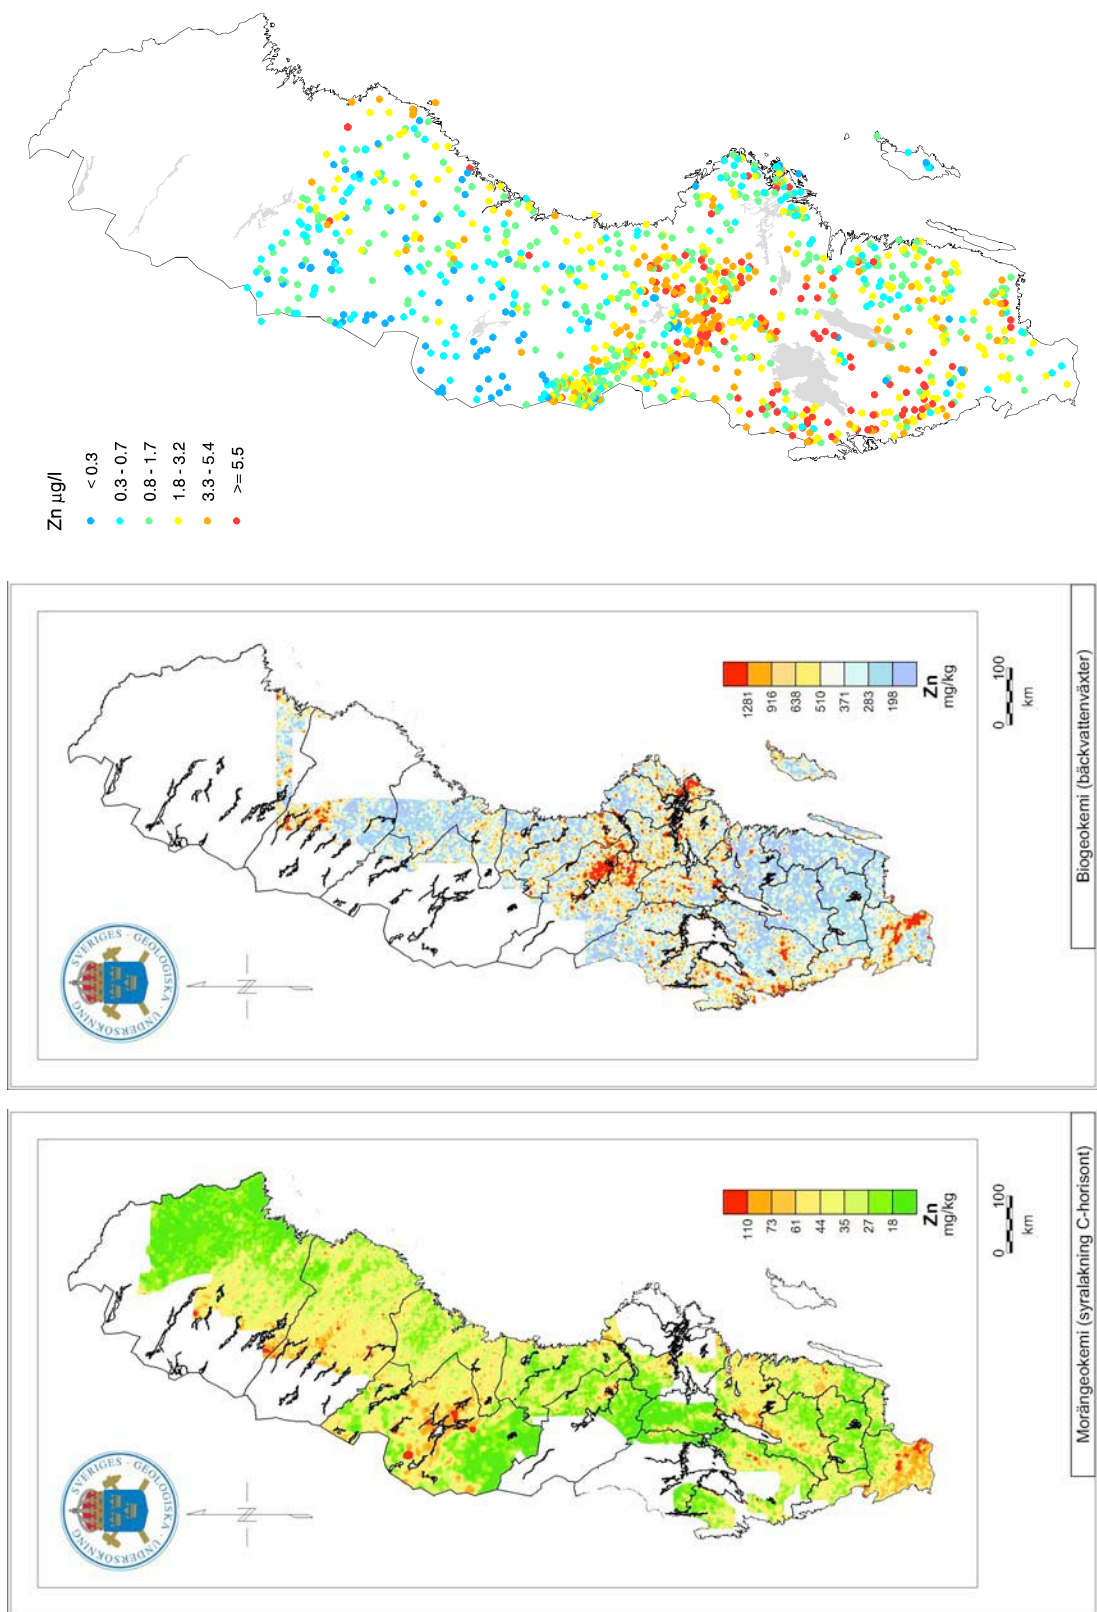 Zn µg/l
< 0.3
0.3 - 0.7
0.8 - 1.7
1.8 - 3.2
3.3 - 5.4
>= 5.5
SVERIGES · GEOLOGISKA · UNDERSÖKNING
N
1281
916
638
510
371
283
198
Zn
mg/kg
0 100
km
Biogeokemi (bäckvattenväxter)
SVERIGES · GEOLOGISKA · UNDERSÖKNING
N
110
73
61
44
35
27
18
Zn
mg/kg
0 100
km
Morängeokemi (syralakning C-horisont)